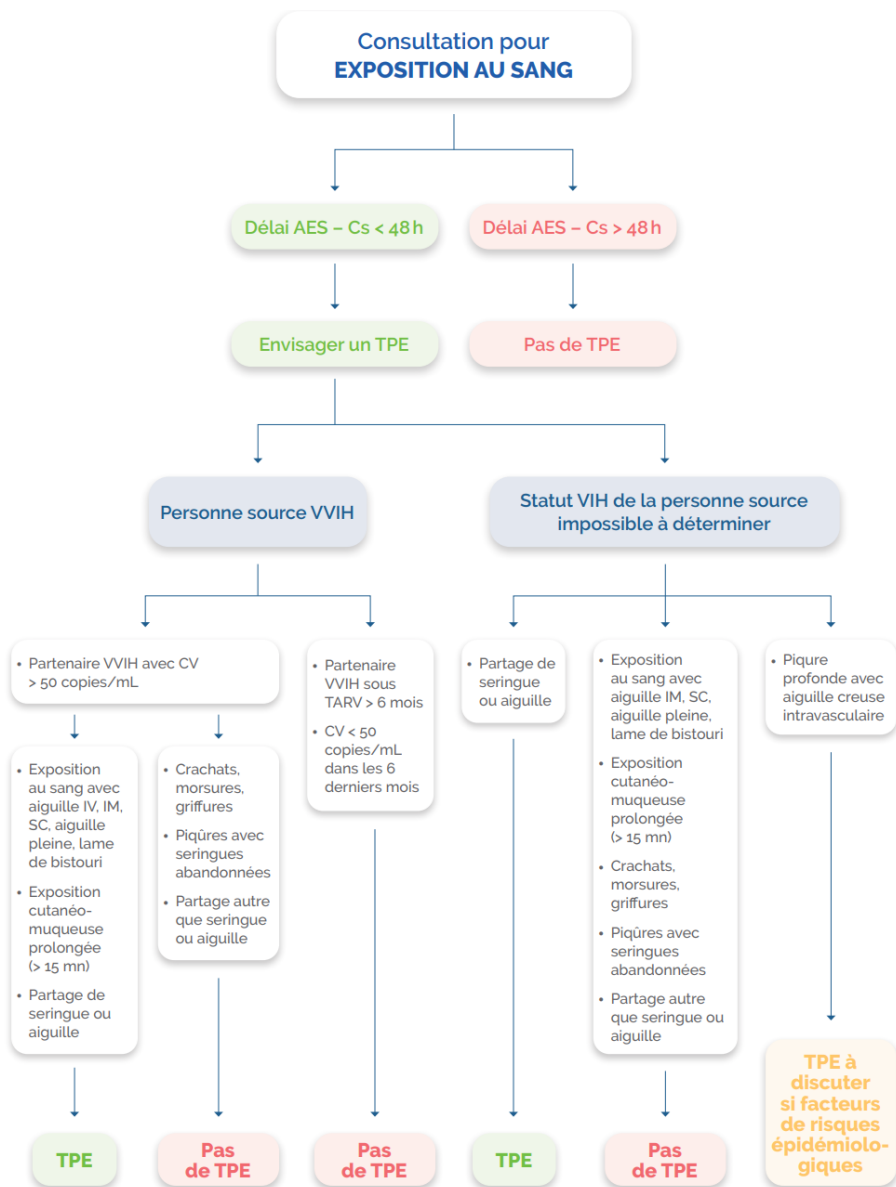 Consultation pour
EXPOSITION AU SANG
Délai AES – Cs < 48 h
Délai AES – Cs > 48 h
Envisager un TPE
Pas de TPE
Personne source VVIH
Statut VIH de la personne source
impossible à déterminer
• Partenaire VVIH avec CV
> 50 copies/mL
• Exposition
au sang avec
aiguille IV, IM,
SC, aiguille
pleine, lame
de bistouri
• Exposition
cutanéo-
muqueuse
prolongée
(> 15 mn)
• Partage de
seringue ou
aiguille
• Crachats,
morsures,
griffures
• Piqûres avec
seringues
abandonnées
• Partage autre
que seringue
ou aiguille
• Partenaire
VVIH sous
TARV > 6 mois
• CV < 50
copies/mL
dans les 6
derniers mois
• Partage de
seringue
ou aiguille
• Exposition
au sang avec
aiguille IM, SC,
aiguille pleine,
lame de bistouri
• Exposition
cutanéo-
muqueuse
prolongée
(> 15 mn)
• Crachats,
morsures,
griffures
• Piqûres avec
seringues
abandonnées
• Partage autre
que seringue ou
aiguille
• Piqure
profonde avec
aiguille creuse
intravasculaire
TPE
Pas
de TPE
Pas
de TPE
TPE
Pas
de TPE
TPE à
discuter
si facteurs
de risques
épidémiolo-
giques